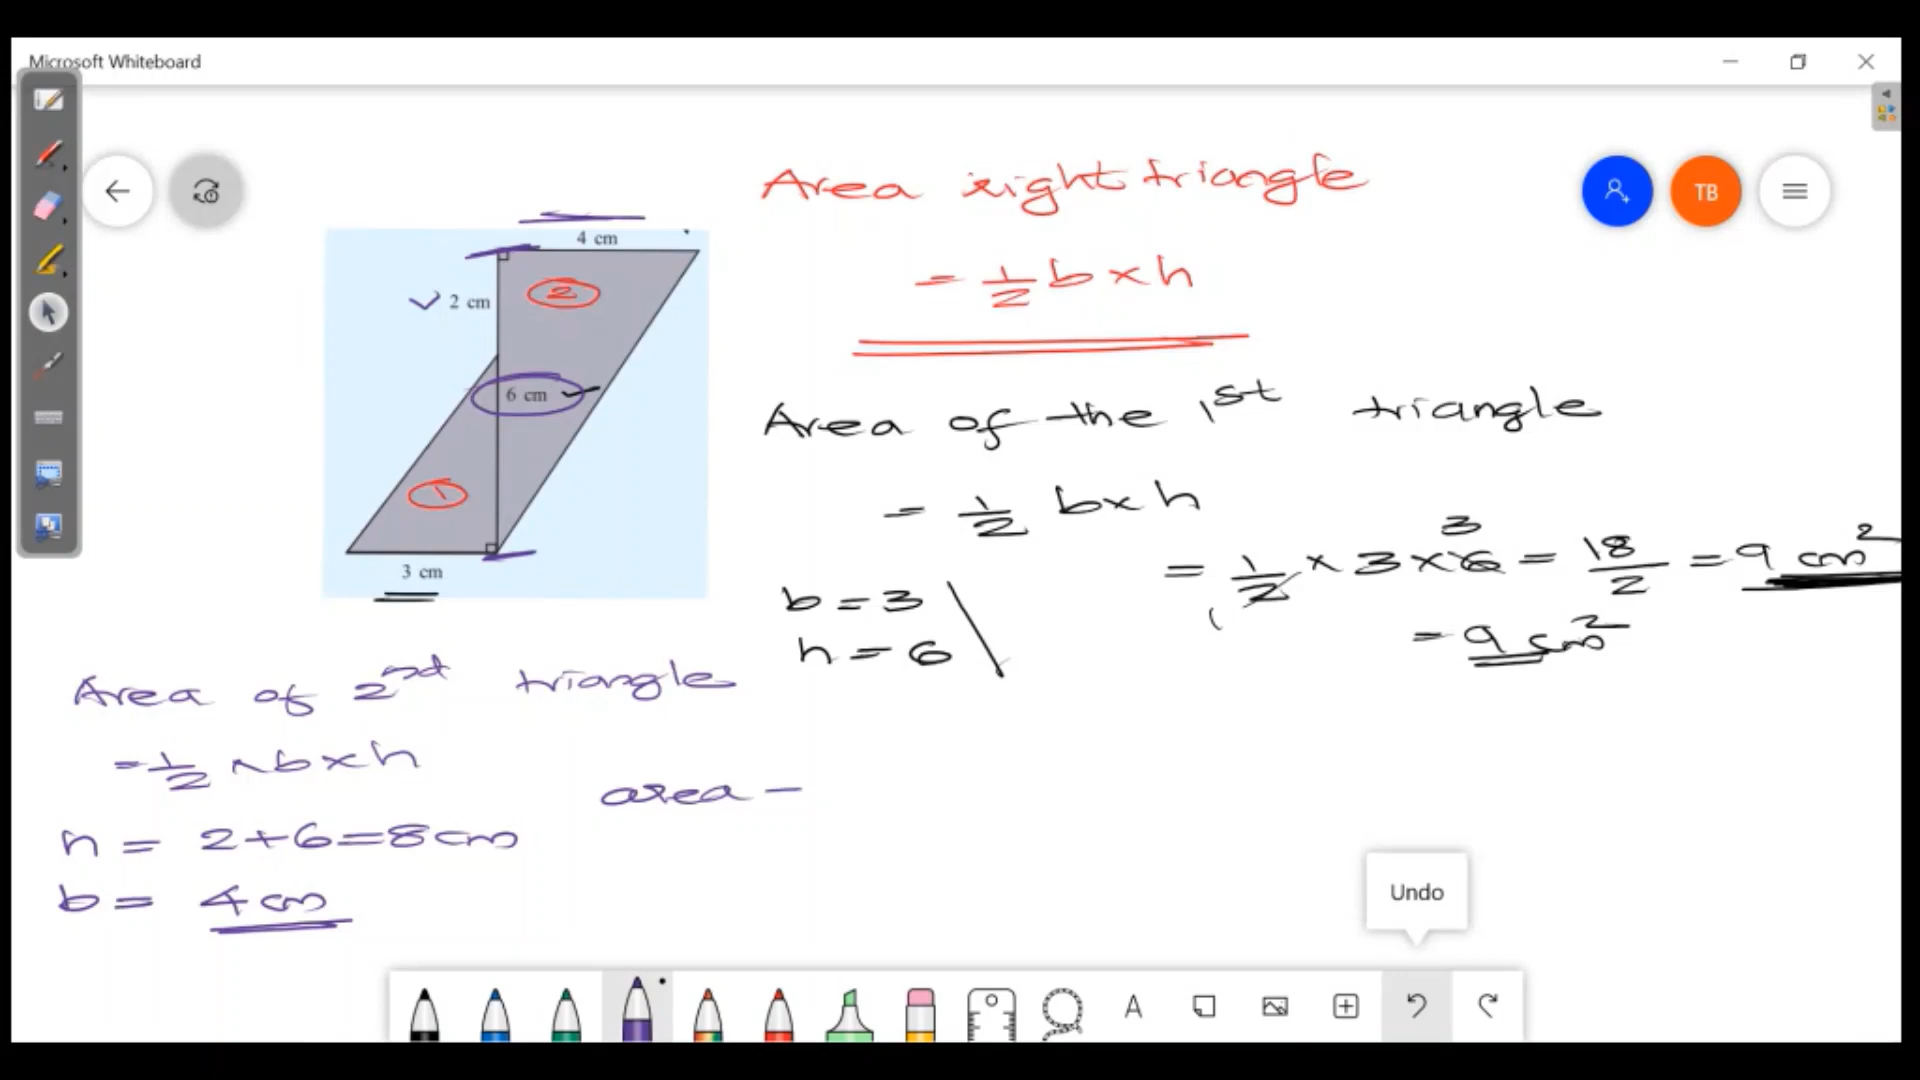 Microsoft Whiteboard
TB
Area right triangle
= 1/2 b × h
4 cm
2 cm
2
6 cm
1
3 cm
Area of the 1st triangle
= 1/2 b × h
b = 3
h = 6
= 1/2 × 3 × 6 = 18/2 = 9 cm²
3
1
= 9 cm²
Area of 2nd triangle
= 1/2 × b × h
h = 2 + 6 = 8 cm
b = 4 cm
area =
Undo
A